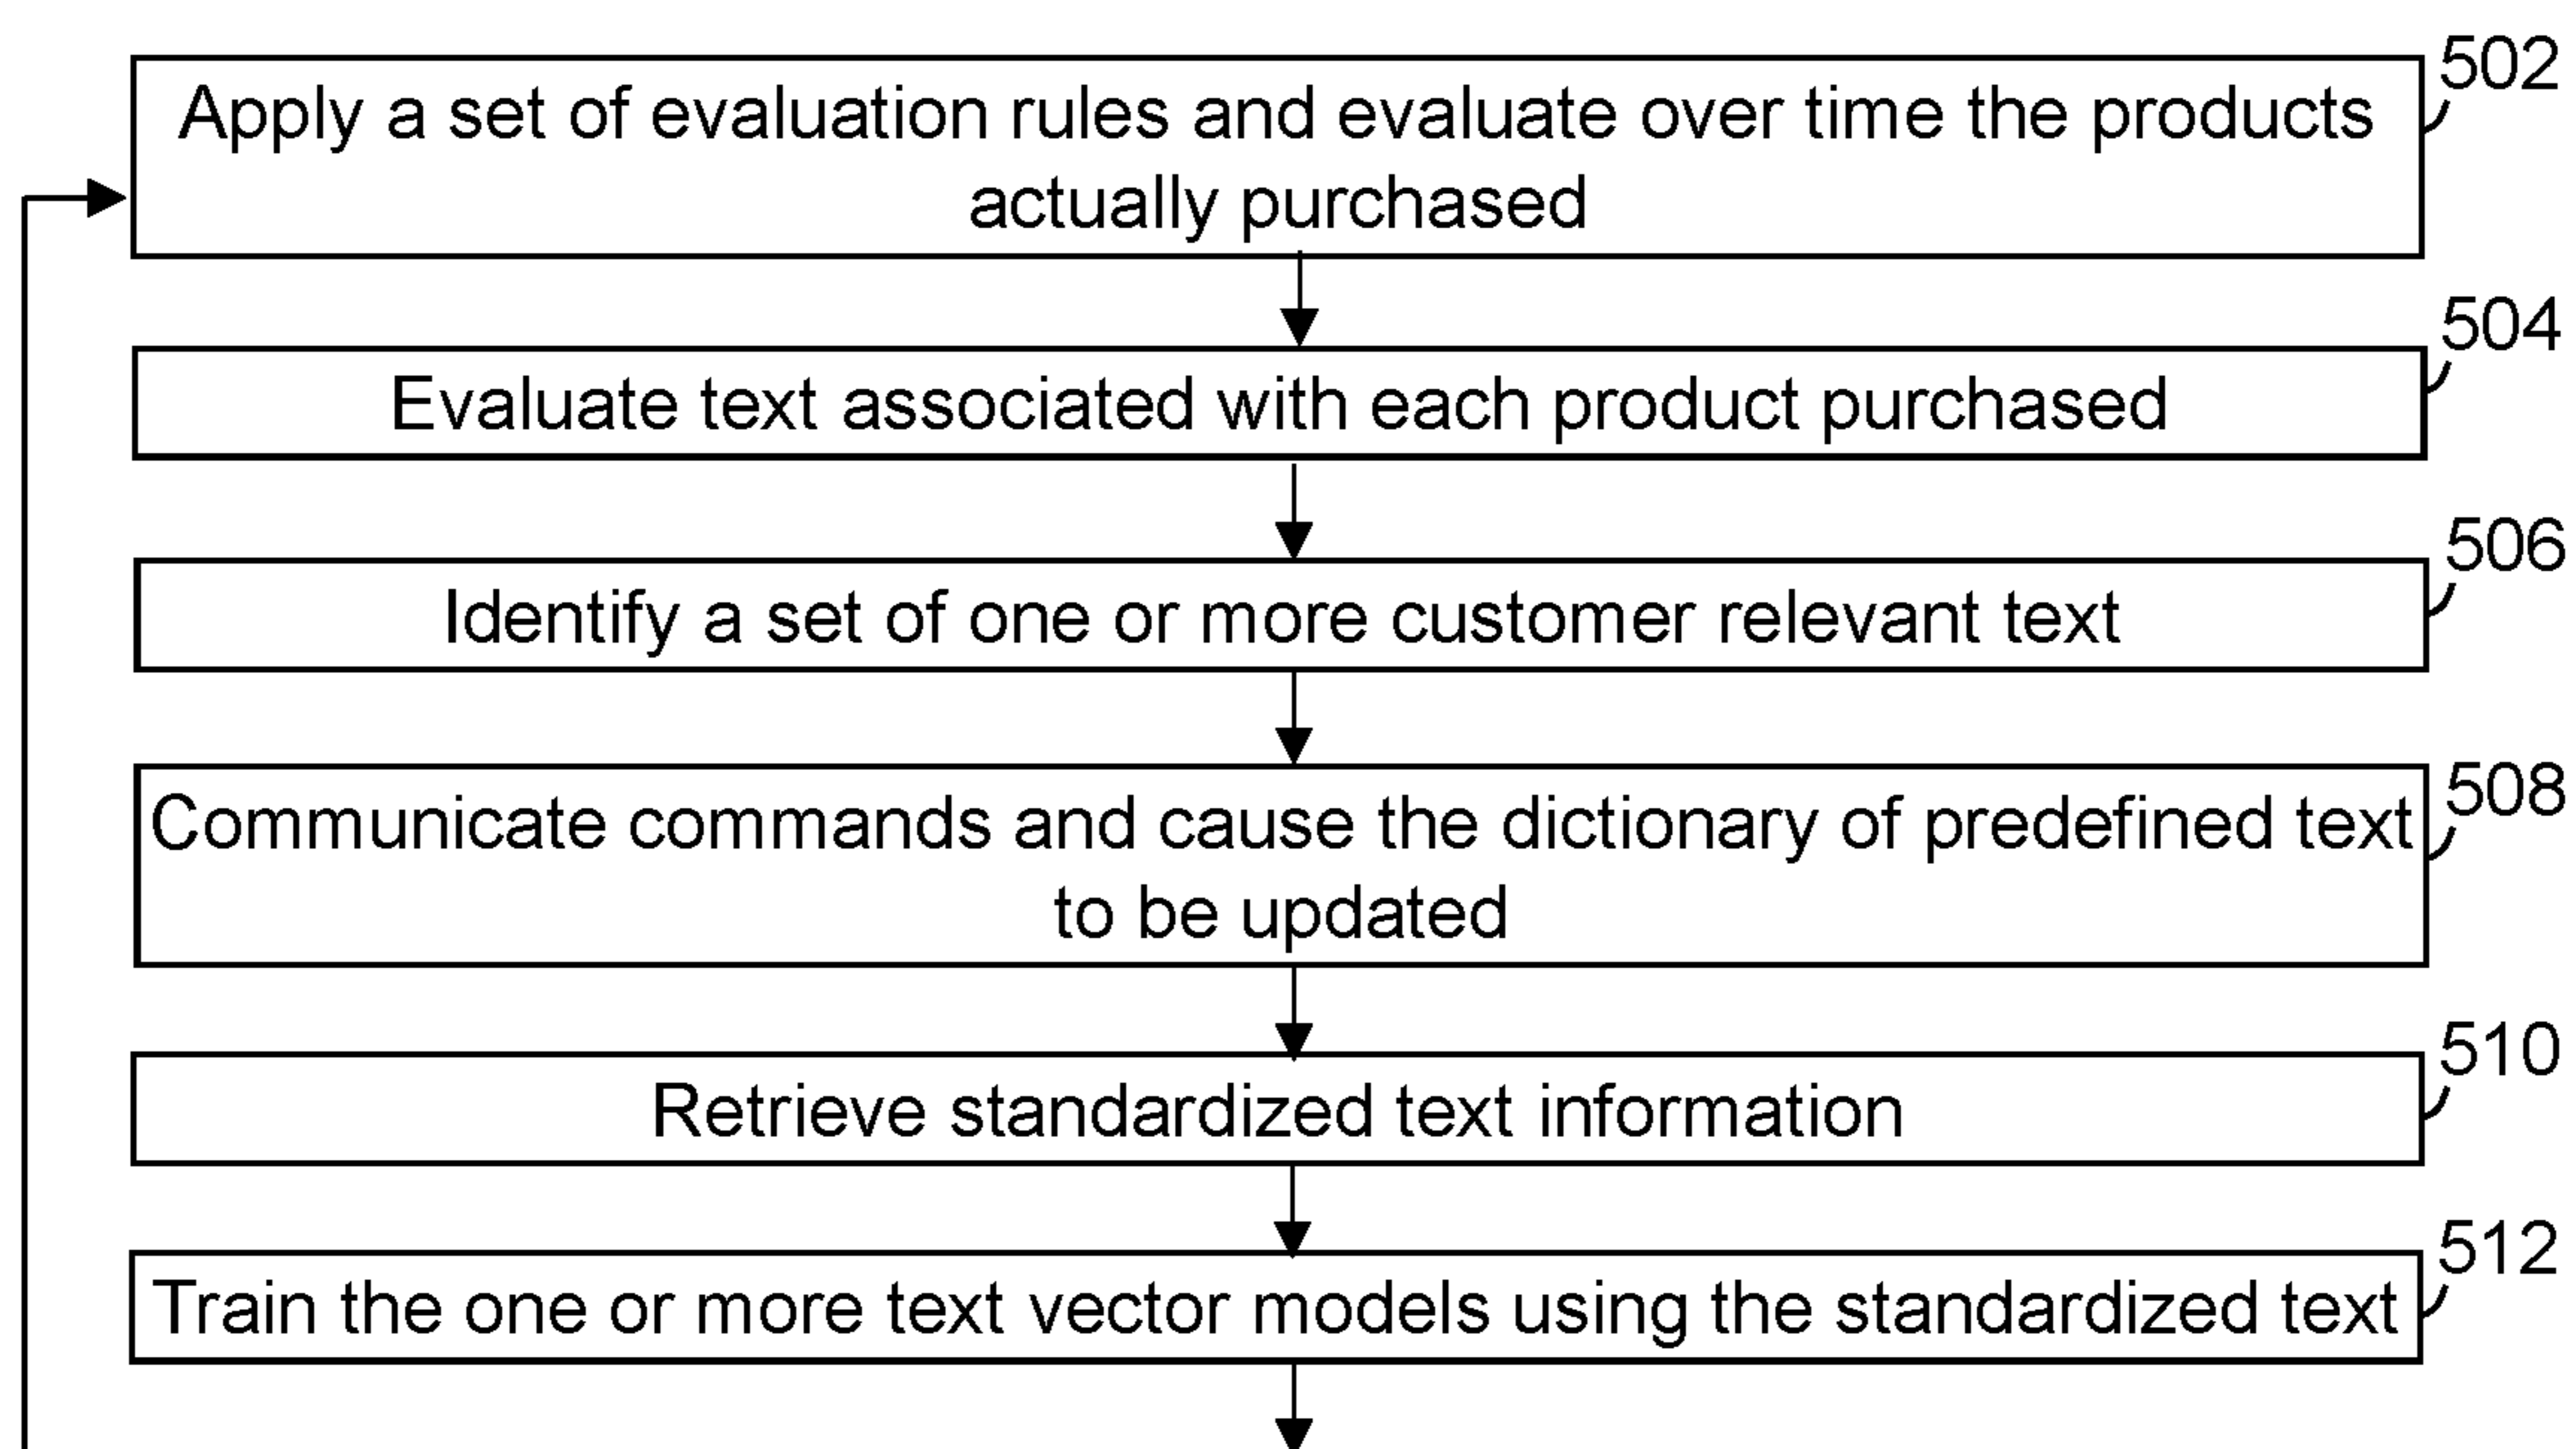 502
Apply a set of evaluation rules and evaluate over time the products
actually purchased
504
Evaluate text associated with each product purchased
506
Identify a set of one or more customer relevant text
508
Communicate commands and cause the dictionary of predefined text
to be updated
510
Retrieve standardized text information
512
Train the one or more text vector models using the standardized text